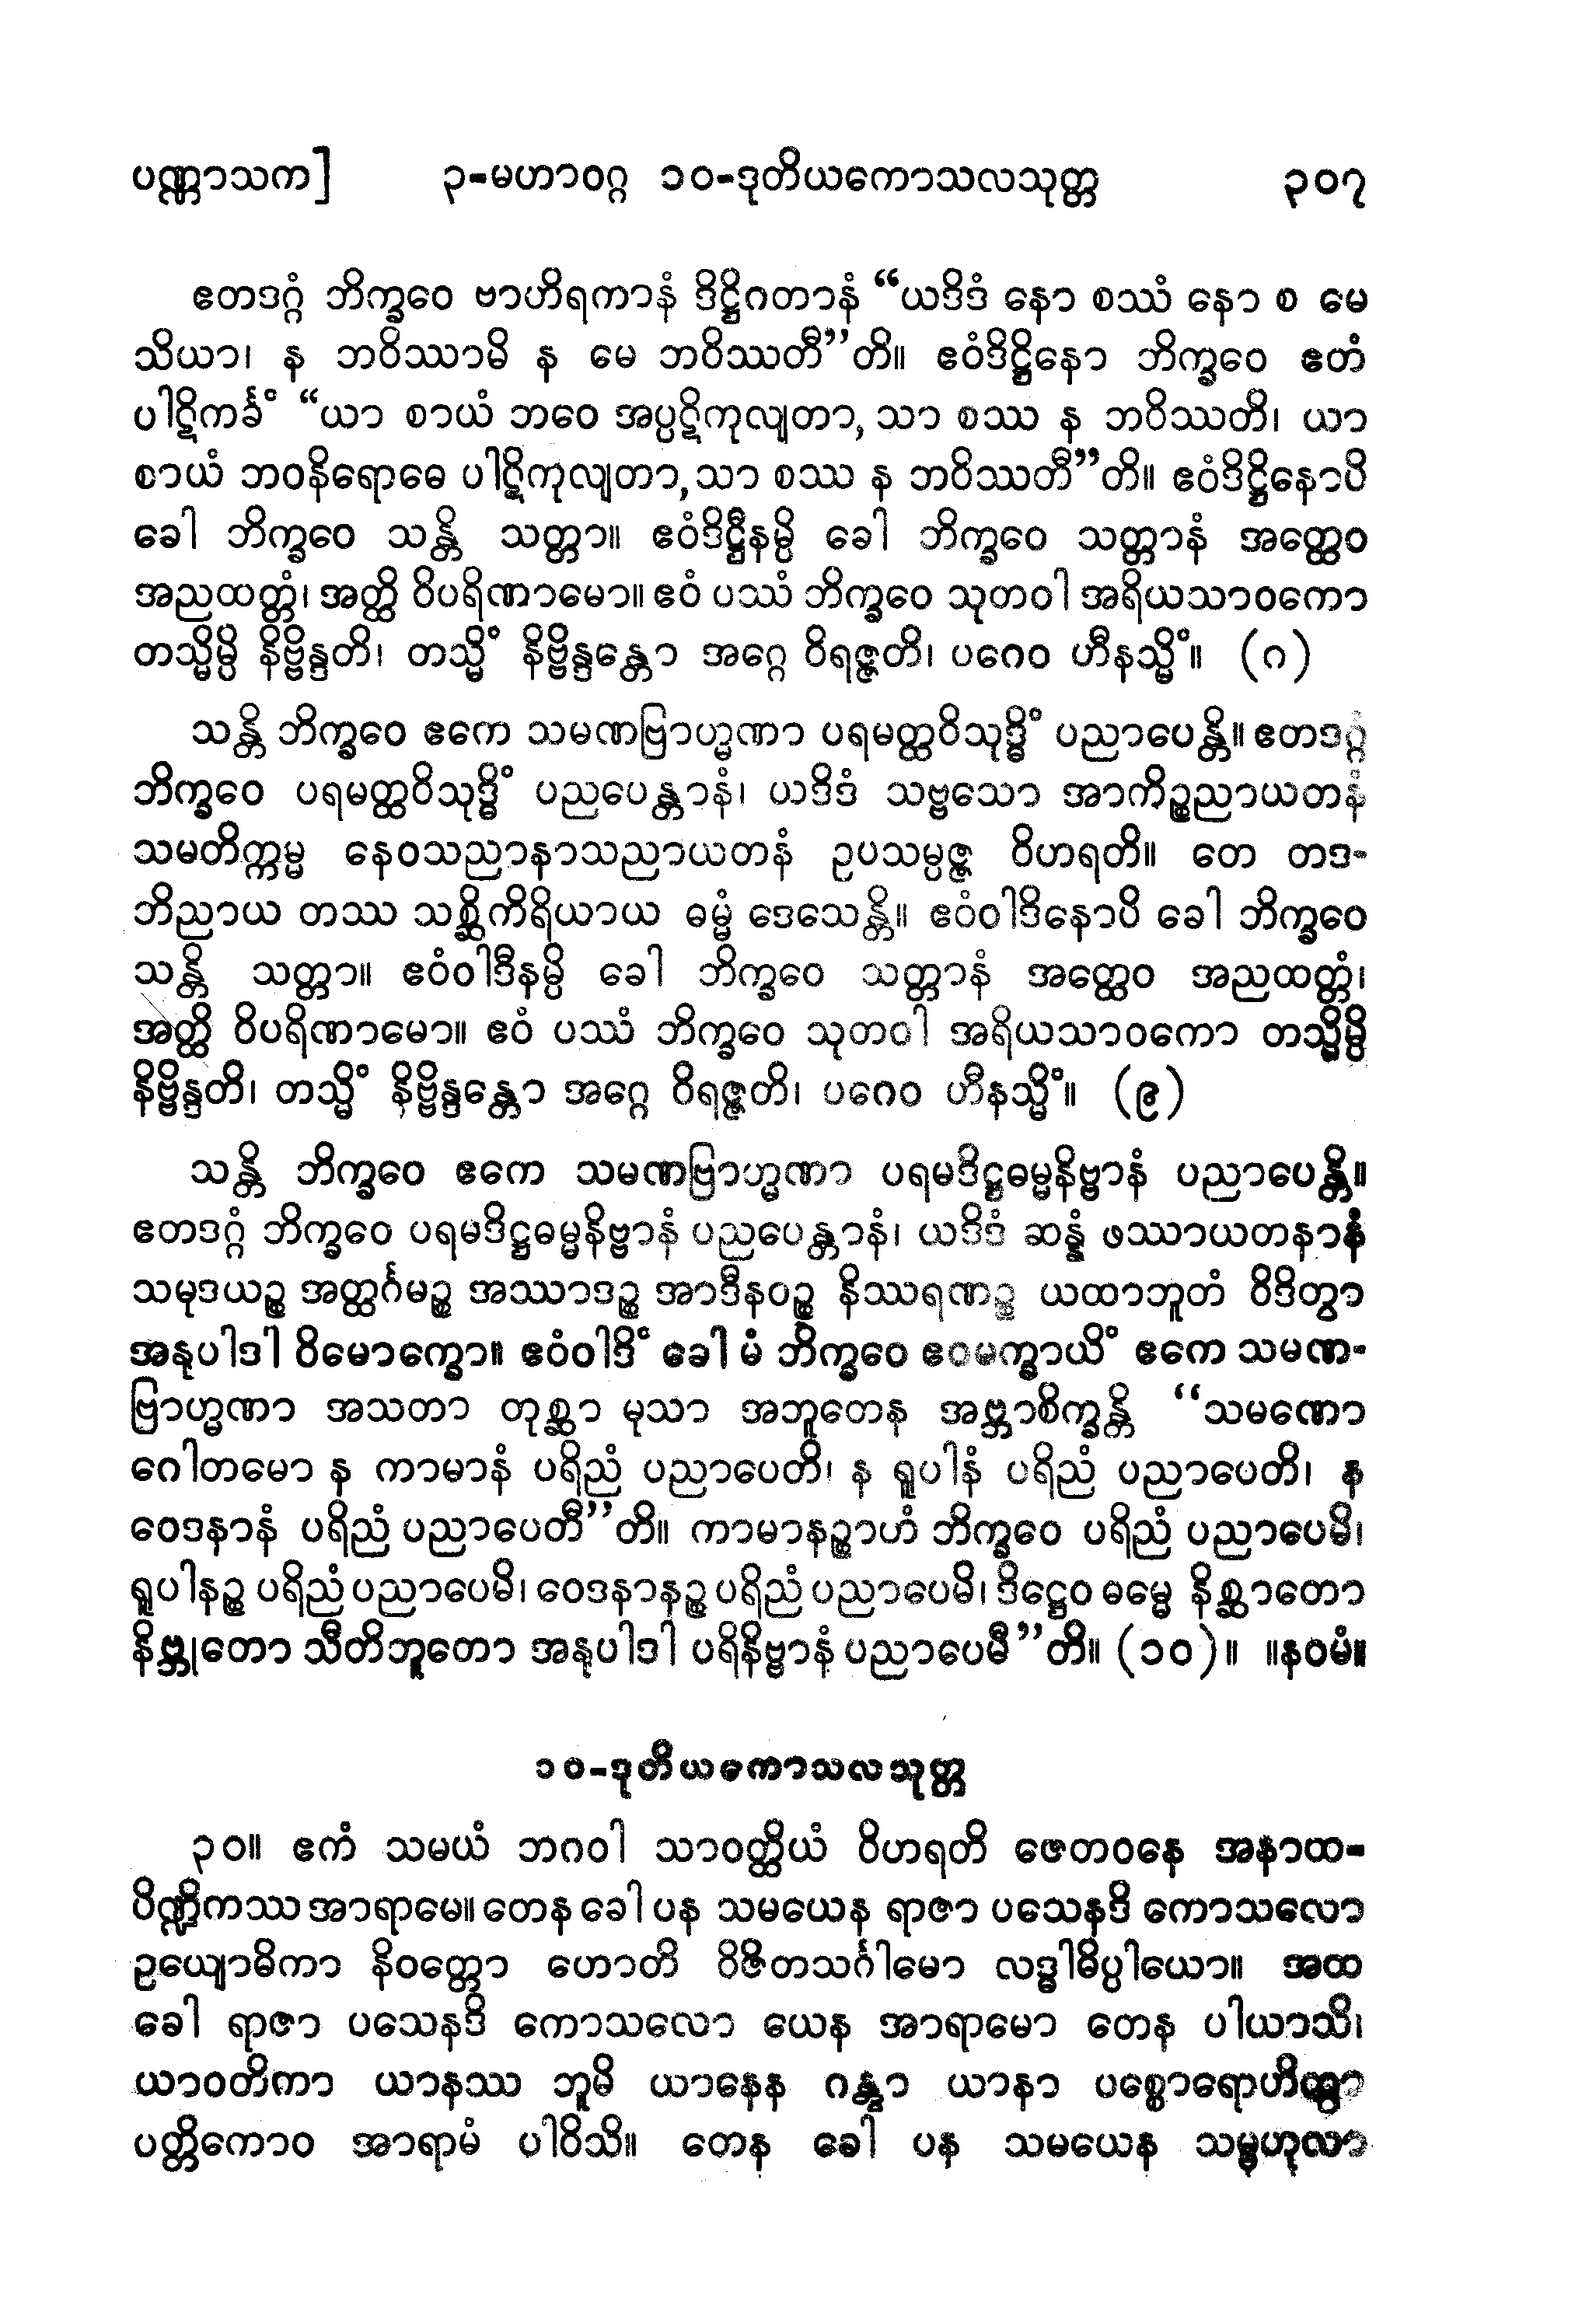 ပဏ္ဏာသက] ၃-မဟာဝဂ္ဂ ၁၀-ဒုတိယကောသလသုတ္တ ၃၀၇
ဧတဒဂ္ဂံ ဘိက္ခဝေ ဗာဟိရကာနံ ဒိဋ္ဌိဂတာနံ “ယဒိဒံ နော စဿံ နော စ မေ
သိယာ၊ န ဘဝိဿာမိ န မေ ဘဝိဿတီ”တိ။ ဧဝံဒိဋ္ဌိနော ဘိက္ခဝေ ဧတံ
ပါဋိကင်္ခံ “ယာ စာယံ ဘဝေ အပ္ပဋိကုလျတာ, သာ စဿ န ဘဝိဿတိ၊ ယာ
စာယံ ဘဝနိရောဓေ ပါဋိကုလျတာ, သာ စဿ န ဘဝိဿတီ”တိ။ ဧဝံဒိဋ္ဌိနောပိ
ခေါ ဘိက္ခဝေ သန္တိ သတ္တာ။ ဧဝံဒိဋ္ဌီနမ္ပိ ခေါ ဘိက္ခဝေ သတ္တာနံ အတ္ထေဝ
အညထတ္တံ၊ အတ္ထိ ဝိပရိဏာမော။ ဧဝံ ပဿံ ဘိက္ခဝေ သုတဝါ အရိယသာဝကော
တသ္မိမ္ပိ နိဗ္ဗိန္ဒတိ၊ တသ္မိံ နိဗ္ဗိန္ဒန္တော အဂ္ဂေ ဝိရဇ္ဇတိ၊ ပဂေဝ ဟီနသ္မိံ။ (ဂ)
သန္တိ ဘိက္ခဝေ ဧကေ သမဏဗြာဟ္မဏာ ပရမတ္ထဝိသုဒ္ဓိံ ပညာပေန္တိ။ ဧတဒဂ္ဂံ
ဘိက္ခဝေ ပရမတ္ထဝိသုဒ္ဓိံ ပညပေန္တာနံ၊ ယဒိဒံ သဗ္ဗသော အာကိဉ္စညာယတနံ
သမတိက္ကမ္မ နေဝသညာနာသညာယတနံ ဥပသမ္ပဇ္ဇ ဝိဟရတိ။ တေ တဒ-
ဘိညာယ တဿ သစ္ဆိကိရိယာယ ဓမ္မံ ဒေသေန္တိ။ ဧဝံဝါဒိနောပိ ခေါ ဘိက္ခဝေ
သန္တိ သတ္တာ။ ဧဝံဝါဒီနမ္ပိ ခေါ ဘိက္ခဝေ သတ္တာနံ အတ္ထေဝ အညထတ္တံ၊
အတ္ထိ ဝိပရိဏာမော။ ဧဝံ ပဿံ ဘိက္ခဝေ သုတဝါ အရိယသာဝကော တသ္မိမ္ပိ
နိဗ္ဗိန္ဒတိ၊ တသ္မိံ နိဗ္ဗိန္ဒန္တော အဂ္ဂေ ဝိရဇ္ဇတိ၊ ပဂေဝ ဟီနသ္မိံ။ (၉)
သန္တိ ဘိက္ခဝေ ဧကေ သမဏဗြာဟ္မဏာ ပရမဒိဋ္ဌဓမ္မနိဗ္ဗာနံ ပညာပေန္တိ။
ဧတဒဂ္ဂံ ဘိက္ခဝေ ပရမဒိဋ္ဌဓမ္မနိဗ္ဗာနံ ပညပေန္တာနံ၊ ယဒိဒံ ဆန္နံ ဖဿာယတနာနံ
သမုဒယဉ္စ အတ္ထင်္ဂမဉ္စ အဿာဒဉ္စ အာဒီနဝဉ္စ နိဿရဏဉ္စ ယထာဘူတံ ဝိဒိတွာ
အနုပါဒါ ဝိမောက္ခော။ ဧဝံဝါဒိံ ခေါ မံ ဘိက္ခဝေ ဧဝမက္ခာယိံ ဧကေ သမဏ-
ဗြာဟ္မဏာ အသတာ တုစ္ဆာ မုသာ အဘူတေန အဗ္ဘာစိက္ခန္တိ “သမဏော
ဂေါတမော န ကာမာနံ ပရိညံ ပညာပေတိ၊ န ရူပါနံ ပရိညံ ပညာပေတိ၊ န
ဝေဒနာနံ ပရိညံ ပညာပေတီ”တိ။ ကာမာနဉ္စာဟံ ဘိက္ခဝေ ပရိညံ ပညာပေမိ၊
ရူပါနဉ္စ ပရိညံ ပညာပေမိ၊ ဝေဒနာနဉ္စ ပရိညံ ပညာပေမိ၊ ဒိဋ္ဌေဝ ဓမ္မေ နိစ္ဆာတော
နိဗ္ဗုတော သီတိဘူတော အနုပါဒါ ပရိနိဗ္ဗာနံ ပညာပေမီ”တိ။ (၁၀)။ ။နဝမံ။
၁၀-ဒုတိယကောသလသုတ္တ
၃၀။ ဧကံ သမယံ ဘဂဝါ သာဝတ္ထိယံ ဝိဟရတိ ဇေတဝနေ အနာထ-
ပိဏ္ဍိကဿ အာရာမေ။ တေန ခေါ ပန သမယေန ရာဇာ ပသေနဒိ ကောသလော
ဥယျောဓိကာ နိဝတ္တော ဟောတိ ဝိဇိတသင်္ဂါမော လဒ္ဓါဓိပ္ပါယော။ အထ
ခေါ ရာဇာ ပသေနဒိ ကောသလော ယေန အာရာမော တေန ပါယာသိ၊
ယာဝတိကာ ယာနဿ ဘူမိ ယာနေန ဂန္တွာ ယာနာ ပစ္စောရောဟိတွာ
ပတ္တိကောဝ အာရာမံ ပါဝိသိ။ တေန ခေါ ပန သမယေန သမ္ဗဟုလာ